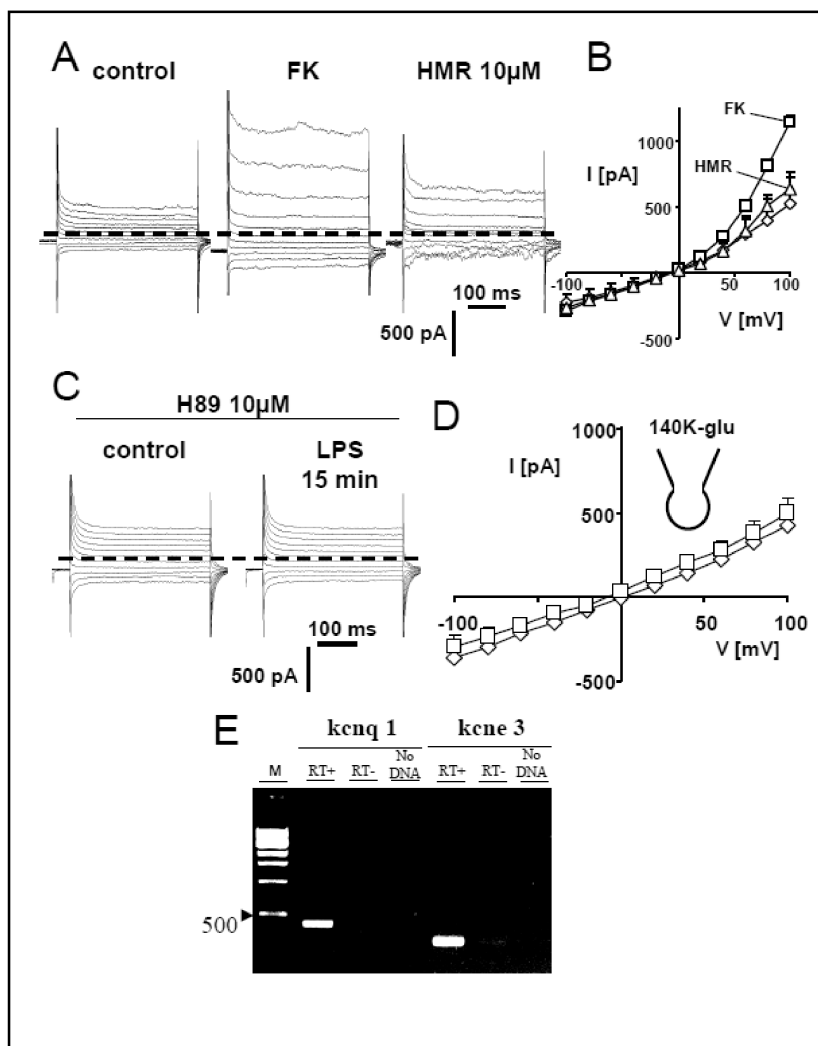 A
control
FK
HMR 10µM
100 ms
500 pA
B
I [pA]
1000
500
-500
-100
50
100
V [mV]
FK
HMR
C
H89 10µM
control
LPS
15 min
100 ms
500 pA
D
140K-glu
I [pA]
1000
500
-500
-100
50
100
V [mV]
E
kcnq 1
kcne 3
M
RT+
RT-
No
DNA
RT+
RT-
No
DNA
500